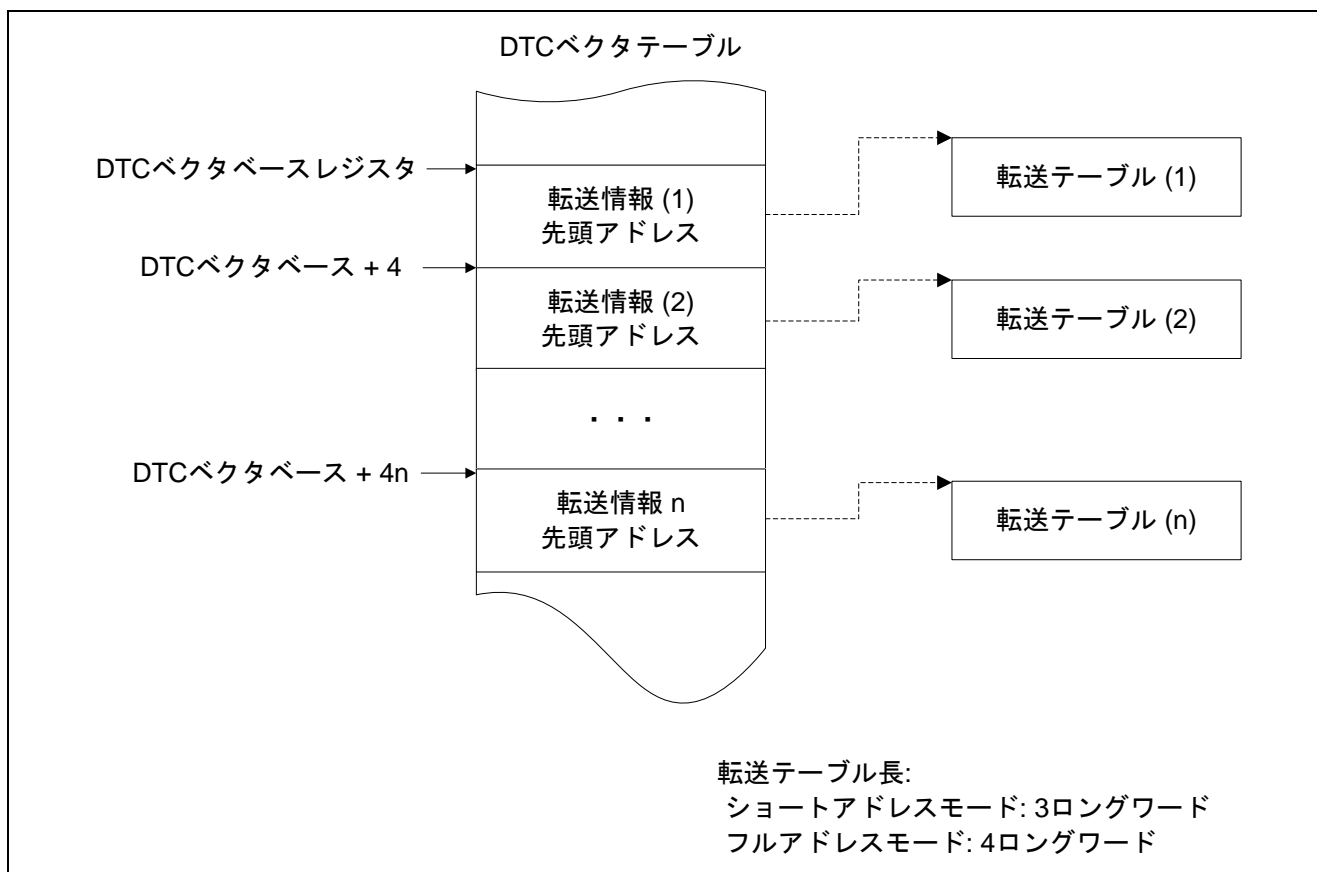 DTCベクタテーブル
DTCベクタベースレジスタ
転送情報 (1)
先頭アドレス
転送テーブル (1)
DTCベクタベース + 4
転送情報 (2)
先頭アドレス
転送テーブル (2)
・・・
DTCベクタベース + 4n
転送情報 n
先頭アドレス
転送テーブル (n)
転送テーブル長:
ショートアドレスモード: 3ロングワード
フルアドレスモード: 4ロングワード